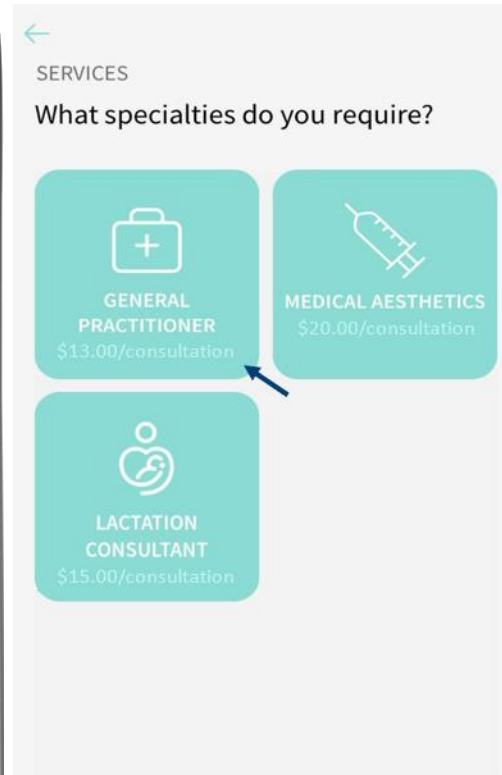 SERVICES
What specialties do you require?
GENERAL
PRACTITIONER
$13.00/consultation
MEDICAL AESTHETICS
$20.00/consultation
LACTATION
CONSULTANT
$15.00/consultation